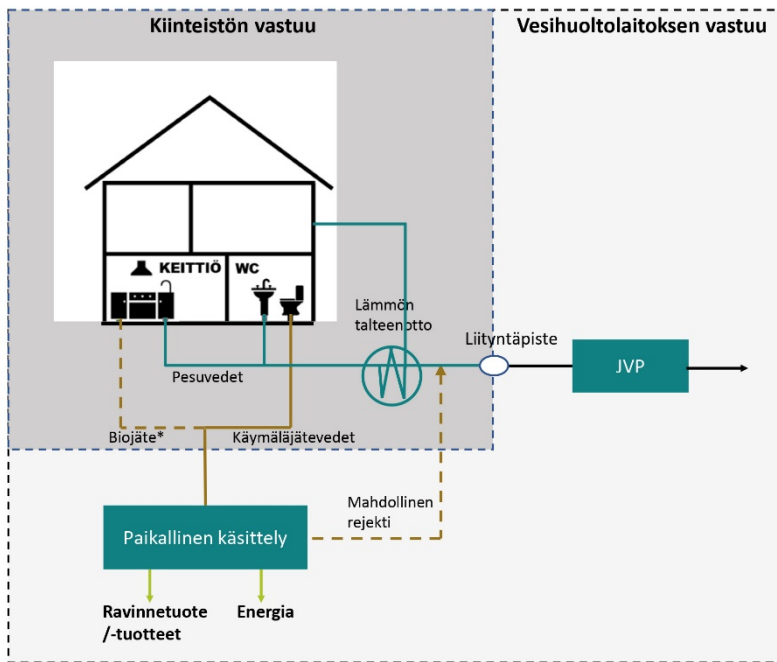 Kiinteistön vastuu
Vesihuoltolaitoksen vastuu
KEITTIÖ
WC
Lämmön
talteenotto
Liityntäpiste
JVP
Pesuvedet
Biojäte*
Käymäläjätevedet
Mahdollinen
rejekti
Paikallinen käsittely
Ravinnetuote
/-tuotteet
Energia